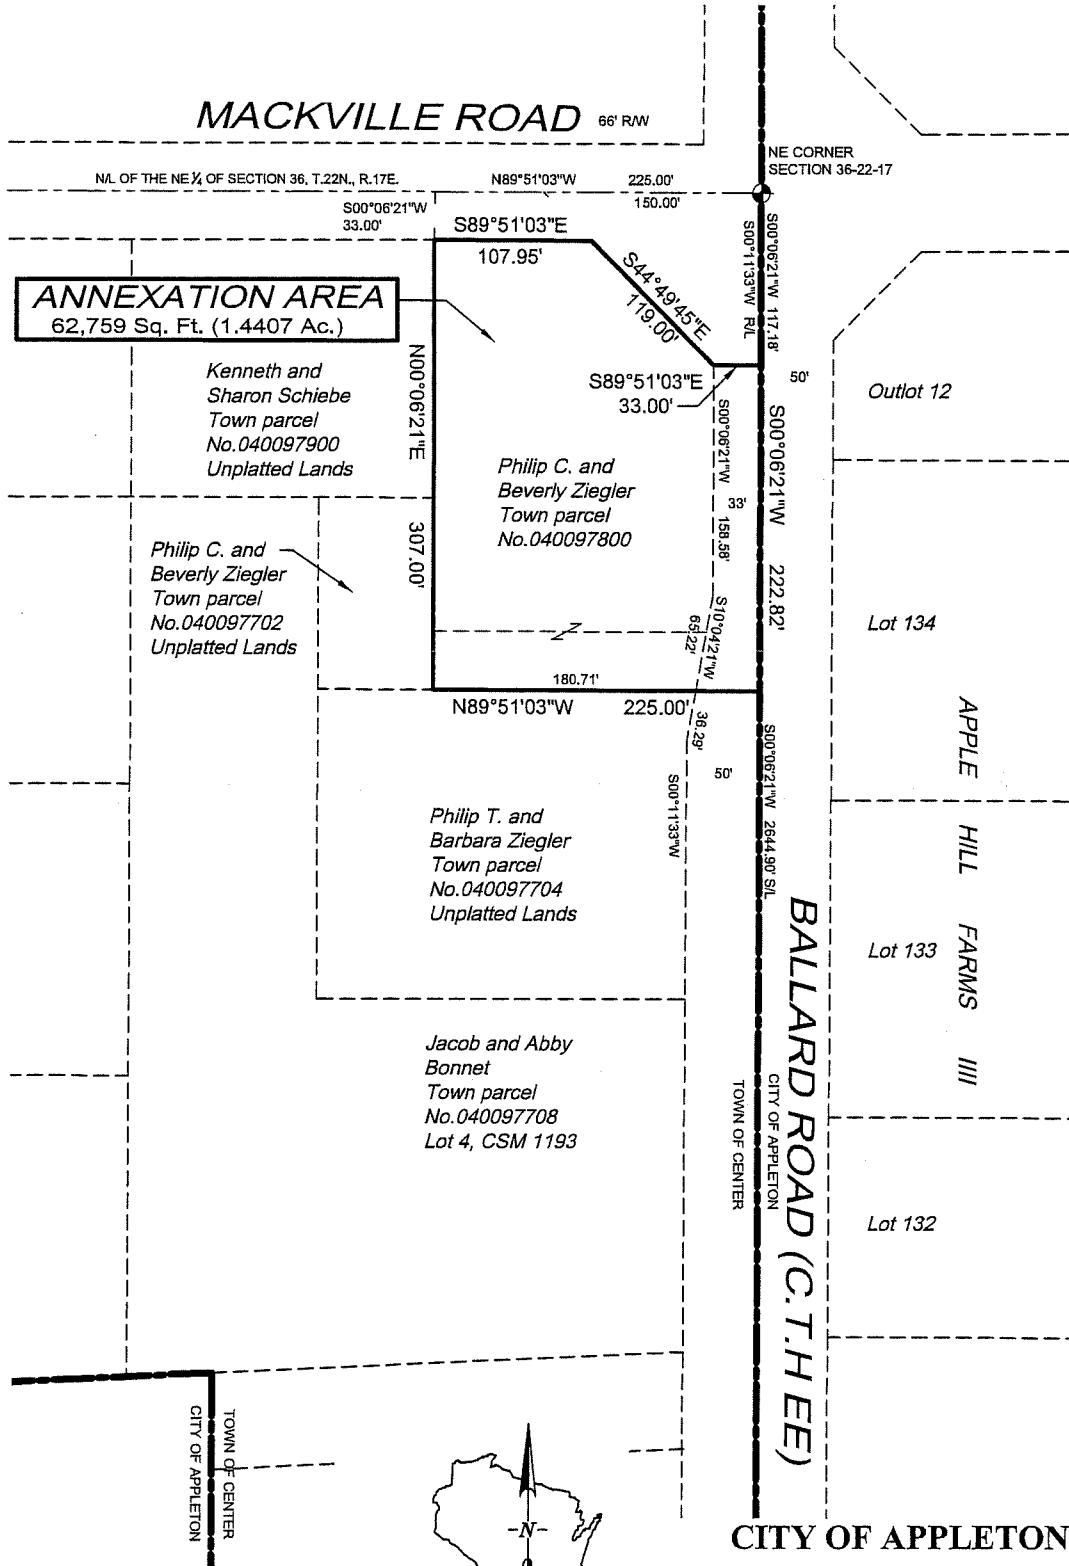 MACKVILLE ROAD 66' R/W
NE CORNER
SECTION 36-22-17
N/L OF THE NE ¼ OF SECTION 36, T.22N., R.17E.
N89°51'03"W 225.00'
150.00'
S00°06'21"W
33.00'
S89°51'03"E
107.95'
S44°49'45"E
119.00'
S00°11'33"W R/L
S00°06'21"W 117.18'
ANNEXATION AREA
62,759 Sq. Ft. (1.4407 Ac.)
S89°51'03"E
33.00'
50'
Outlot 12
Kenneth and
Sharon Schiebe
Town parcel
No.040097900
Unplatted Lands
N00°06'21"E 307.00'
Philip C. and
Beverly Ziegler
Town parcel
No.040097800
S00°06'21"W 158.58'
33'
S00°06'21"W 222.82'
Philip C. and
Beverly Ziegler
Town parcel
No.040097702
Unplatted Lands
S10°04'21"W
65.22'
Lot 134
180.71'
N89°51'03"W 225.00'
36.29'
50'
S00°11'33"W
S00°06'21"W 2644.90' S/L
APPLE HILL FARMS IIII
Philip T. and
Barbara Ziegler
Town parcel
No.040097704
Unplatted Lands
Lot 133
BALLARD ROAD (C.T.H EE)
Jacob and Abby
Bonnet
Town parcel
No.040097708
Lot 4, CSM 1193
CITY OF APPLETON
TOWN OF CENTER
Lot 132
TOWN OF CENTER
CITY OF APPLETON
-N-
CITY OF APPLETON